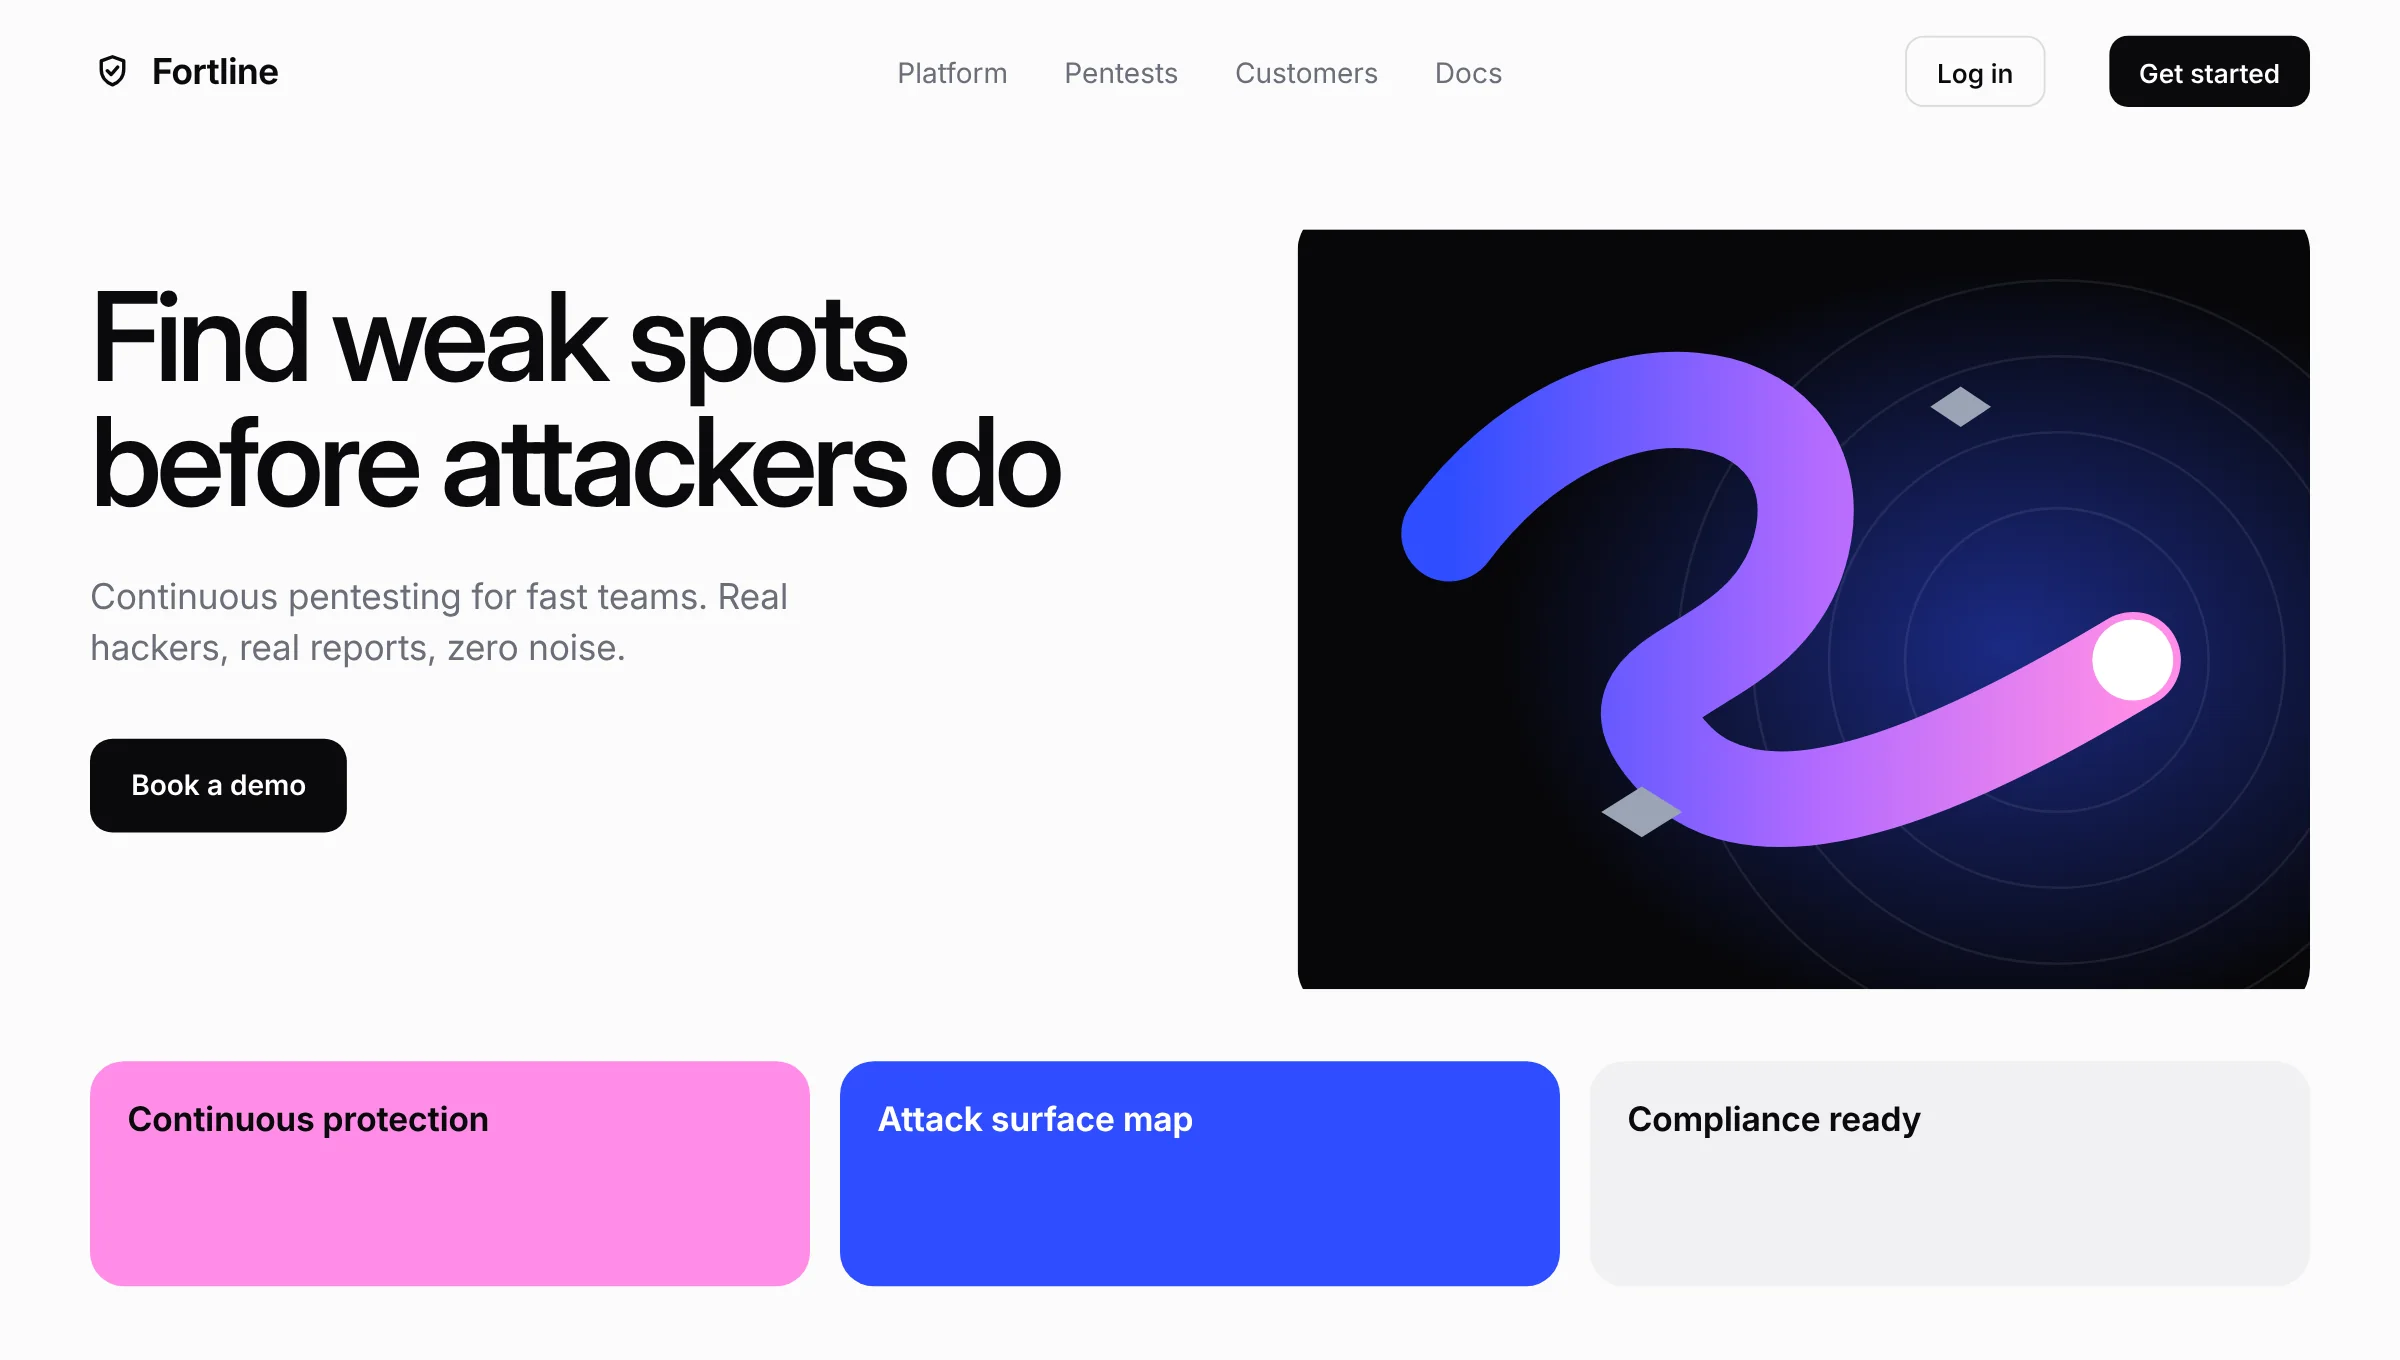 Fortline
Platform
Pentests
Customers
Docs
Log in
Get started
Find weak spots
before attackers do
Continuous pentesting for fast teams. Real
hackers, real reports, zero noise.
Book a demo
Continuous protection
Attack surface map
Compliance ready